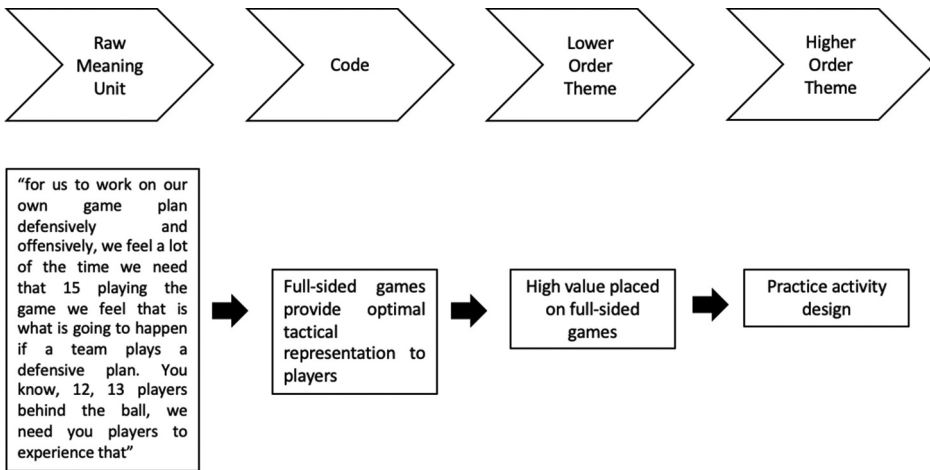 Raw
Meaning
Unit
Code
Lower
Order
Theme
Higher
Order
Theme
“for us to work on our
own game plan
defensively and
offensively, we feel a lot
of the time we need
that 15 playing the
game we feel that is
what is going to happen
if a team plays a
defensive plan. You
know, 12, 13 players
behind the ball, we
need you players to
experience that”
Full-sided games
provide optimal
tactical
representation to
players
High value placed
on full-sided
games
Practice activity
design